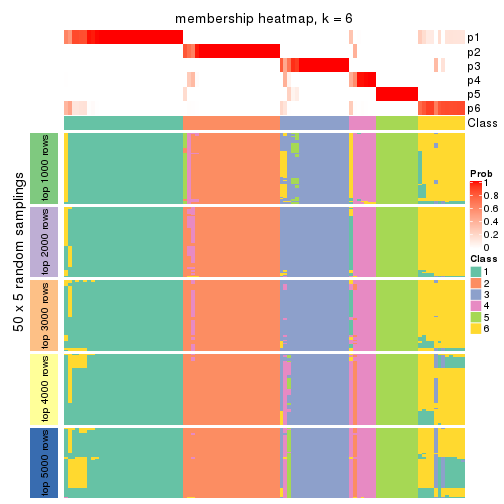 membership heatmap, k = 6
p1
p2
p3
p4
p5
p6
Class
50 x 5 random samplings
top 1000 rows
top 2000 rows
top 3000 rows
top 4000 rows
top 5000 rows
Prob
1
0.8
0.6
0.4
0.2
0
Class
1
2
3
4
5
6